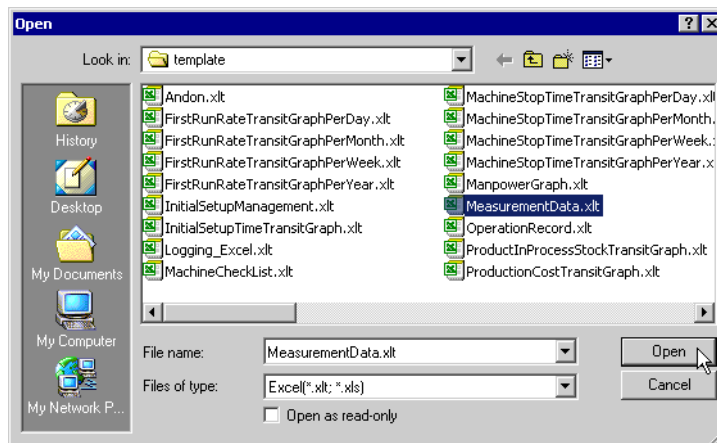 Open
Look in:
template
History
Desktop
My Documents
My Computer
My Network P...
Andon.xlt
FirstRunRateTransitGraphPerDay.xlt
FirstRunRateTransitGraphPerMonth.xlt
FirstRunRateTransitGraphPerWeek.xlt
FirstRunRateTransitGraphPerYear.xlt
InitialSetupManagement.xlt
InitialSetupTimeTransitGraph.xlt
Logging_Excel.xlt
MachineCheckList.xlt
MachineStopTimeTransitGraphPerDay.xl
MachineStopTimeTransitGraphPerMonth.
MachineStopTimeTransitGraphPerWeek.
MachineStopTimeTransitGraphPerYear.x
ManpowerGraph.xlt
MeasurementData.xlt
OperationRecord.xlt
ProductInProcessStockTransitGraph.xlt
ProductionCostTransitGraph.xlt
File name:
MeasurementData.xlt
Open
Files of type:
Excel(*.xlt; *.xls)
Cancel
Open as read-only